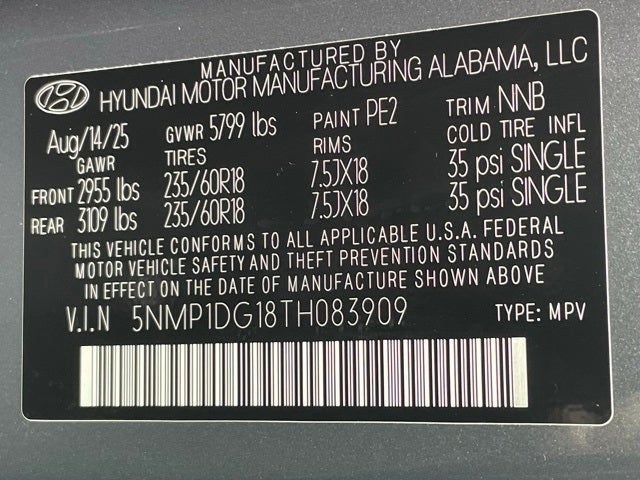 MANUFACTURED BY
HYUNDAI MOTOR MANUFACTURING ALABAMA, LLC
Aug/14/25 GVWR 5799 lbs PAINT PE2 TRIM NNB
GAWR TIRES RIMS COLD TIRE INFL
FRONT 2955 lbs 235/60R18 7.5JX18 35 psi SINGLE
REAR 3109 lbs 235/60R18 7.5JX18 35 psi SINGLE
THIS VEHICLE CONFORMS TO ALL APPLICABLE U.S.A. FEDERAL
MOTOR VEHICLE SAFETY AND THEFT PREVENTION STANDARDS
IN EFFECT ON THE DATE OF MANUFACTURE SHOWN ABOVE.
V.I.N 5NMP1DG18TH083909 TYPE: MPV